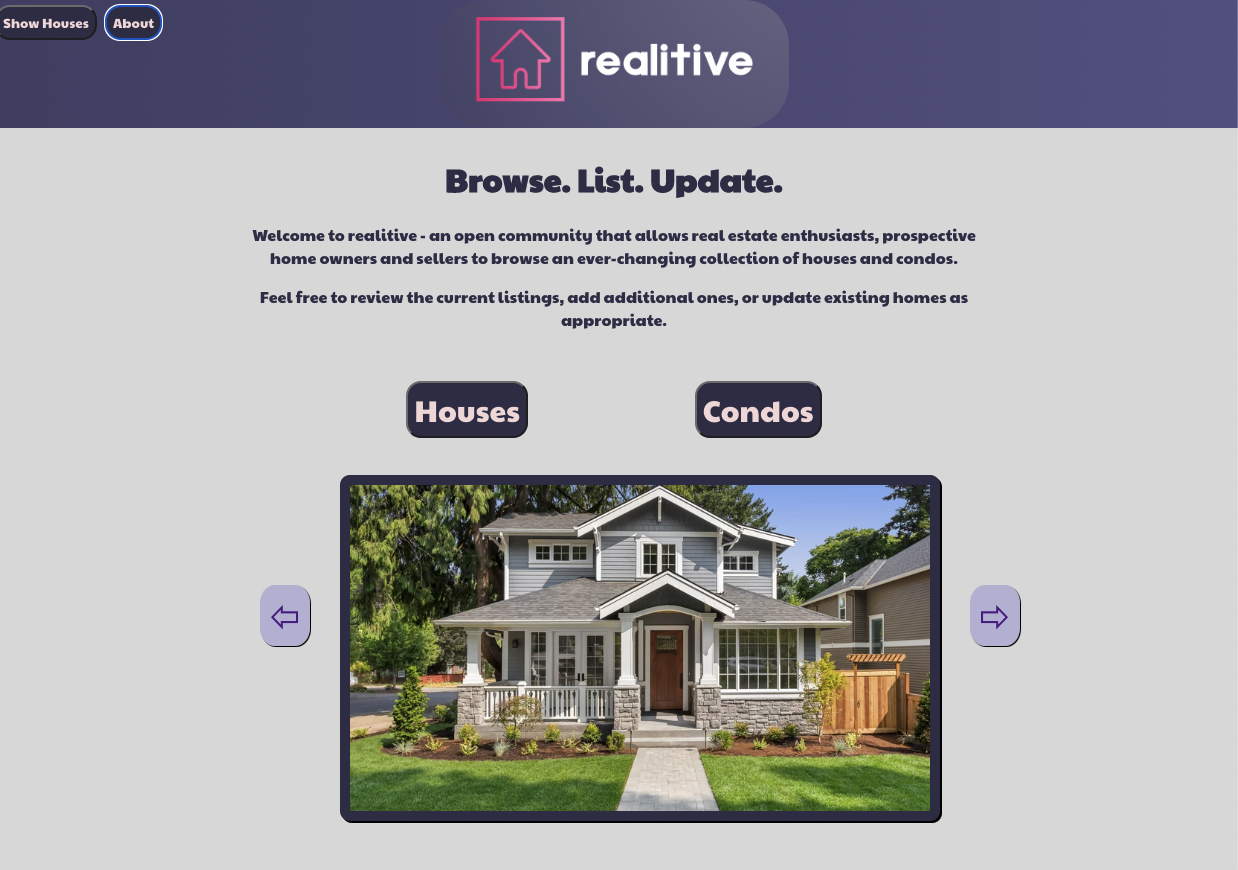 Show Houses
About
realitive
Browse. List. Update.
Welcome to realitive - an open community that allows real estate enthusiasts, prospective
home owners and sellers to browse an ever-changing collection of houses and condos.
Feel free to review the current listings, add additional ones, or update existing homes as
appropriate.
Houses
Condos